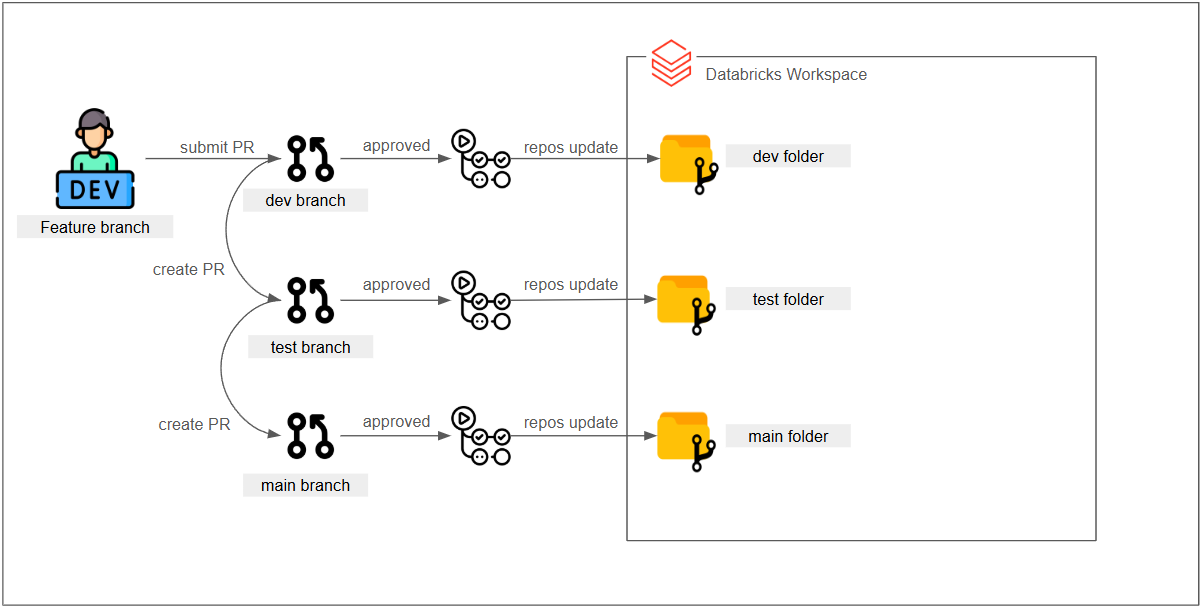 Databricks Workspace
submit PR
approved
repos update
dev folder
DEV
dev branch
Feature branch
create PR
approved
repos update
test folder
test branch
create PR
approved
repos update
main folder
main branch